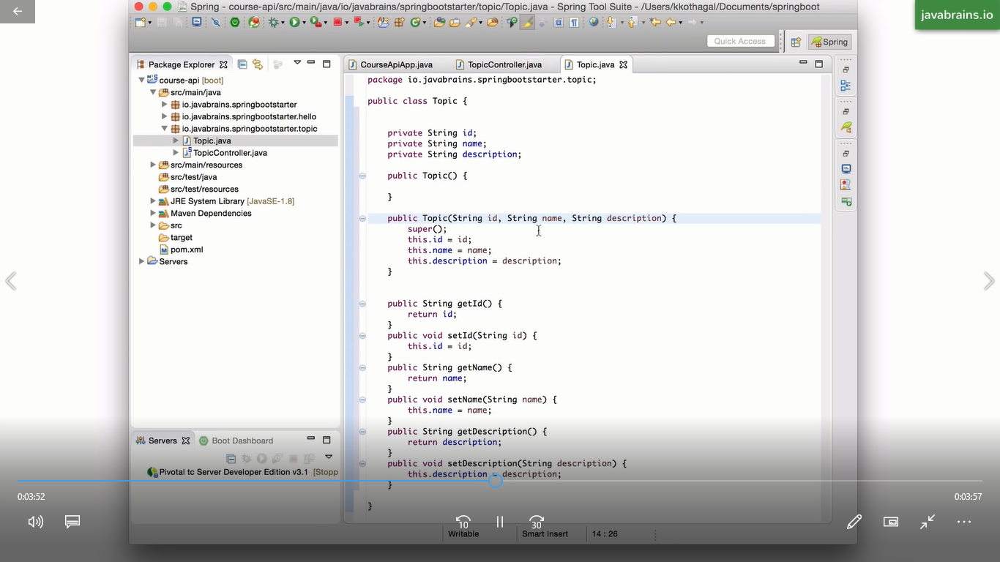 Spring - course-api/src/main/java/io/javabrains/springbootstarter/topic/Topic.java - Spring Tool Suite - /Users/kkothagal/Documents/springboot
javabrains.io
Quick Access
Spring
Package Explorer
CourseApiApp.java
TopicController.java
Topic.java
course-api [boot]
src/main/java
io.javabrains.springbootstarter
io.javabrains.springbootstarter.hello
io.javabrains.springbootstarter.topic
Topic.java
TopicController.java
src/main/resources
src/test/java
src/test/resources
JRE System Library [JavaSE-1.8]
Maven Dependencies
src
target
pom.xml
Servers
package io.javabrains.springbootstarter.topic;
public class Topic {
private String id;
private String name;
private String description;
public Topic() {
}
public Topic(String id, String name, String description) {
super();
this.id = id;
this.name = name;
this.description = description;
}
public String getId() {
return id;
}
public void setId(String id) {
this.id = id;
}
public String getName() {
return name;
}
public void setName(String name) {
this.name = name;
}
public String getDescription() {
return description;
}
public void setDescription(String description) {
this.description = description;
}
}
Servers
Boot Dashboard
Pivotal tc Server Developer Edition v3.1 [Stopp
0:03:52
0:03:57
10
30
Writable
Smart Insert
14 : 26